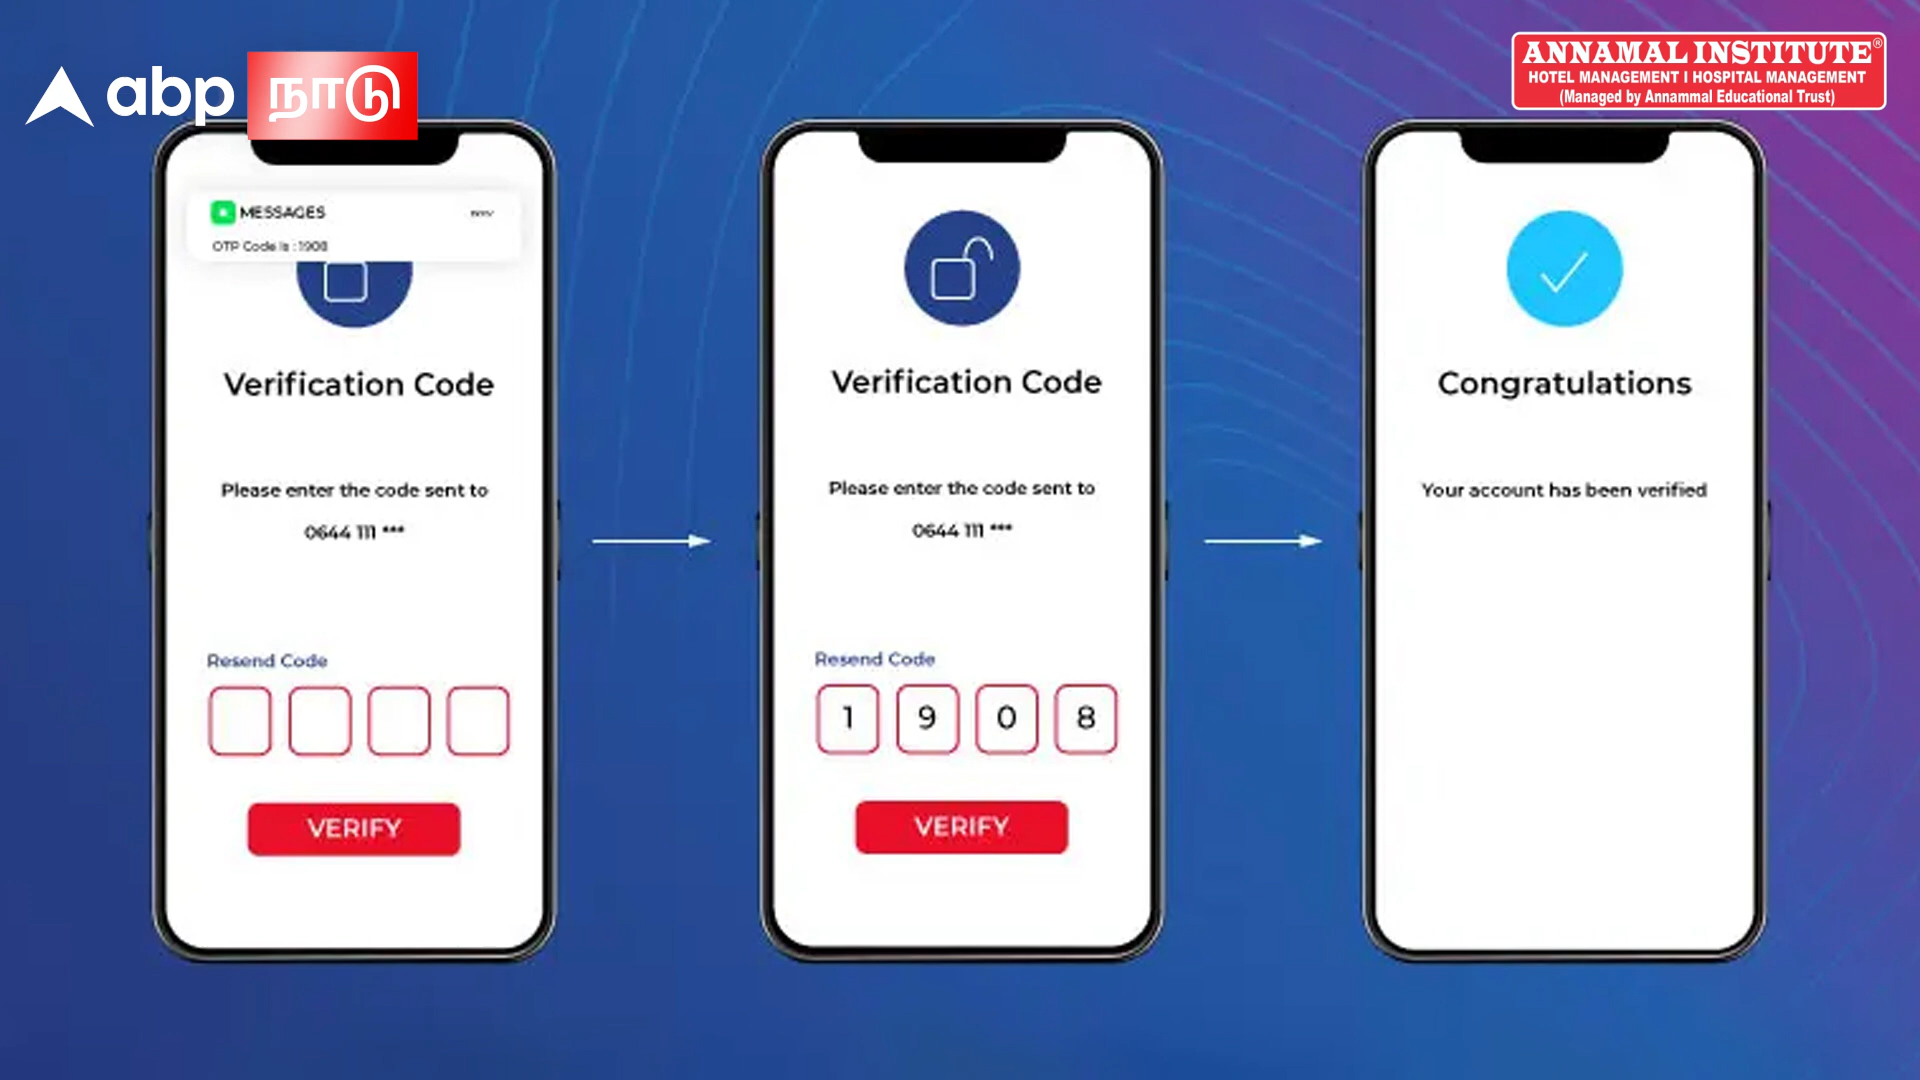 abp நாடு
ANNAMAL INSTITUTE®
HOTEL MANAGEMENT I HOSPITAL MANAGEMENT
(Managed by Annammal Educational Trust)
MESSAGES now
OTP Code is : 1908
Verification Code
Please enter the code sent to
0644 111 ***
Resend Code
VERIFY
Verification Code
Please enter the code sent to
0644 111 ***
Resend Code
1 9 0 8
VERIFY
Congratulations
Your account has been verified